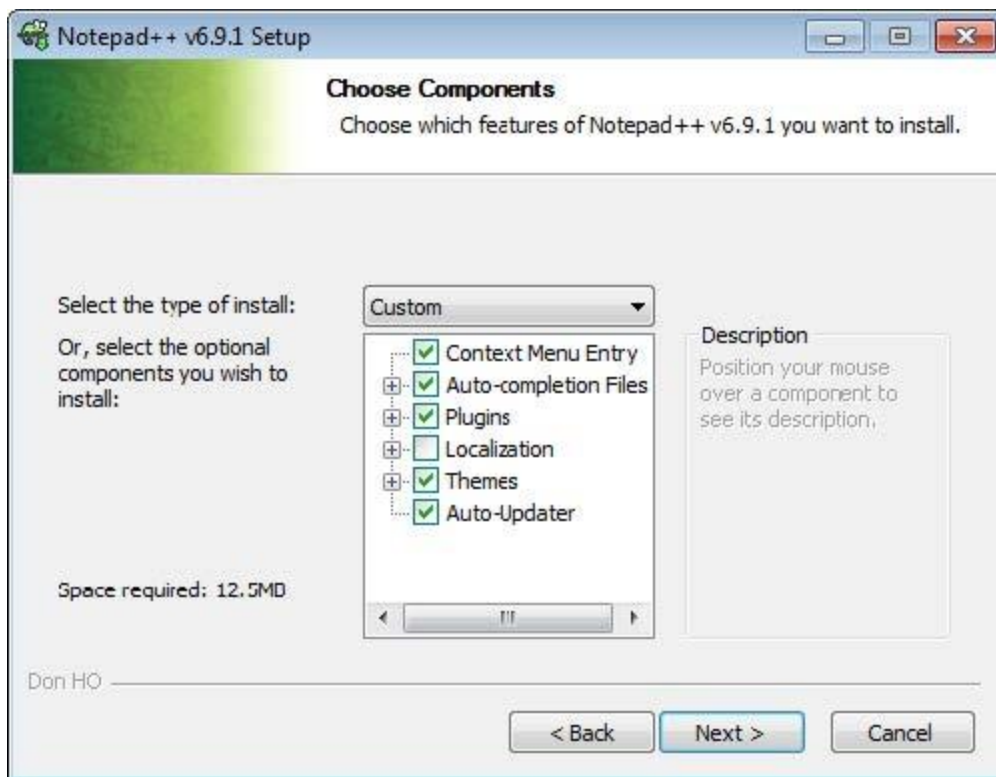 Notepad++ v6.9.1 Setup
Choose Components
Choose which features of Notepad++ v6.9.1 you want to install.
Select the type of install:
Custom
Or, select the optional
components you wish to
install:
Context Menu Entry
Auto-completion Files
Plugins
Localization
Themes
Auto-Updater
Description
Position your mouse
over a component to
see its description.
Space required: 12.5MB
Don HO
< Back
Next >
Cancel